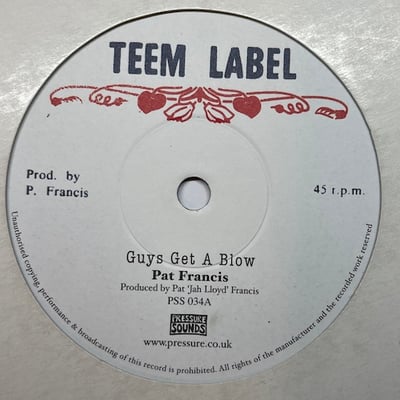 TEEM LABEL
Prod. by
P. Francis
45 r.p.m.
Guys Get A Blow
Pat Francis
Produced by Pat 'Jah Lloyd' Francis
PSS 034A
PRESSURE
SOUNDS
www.pressure.co.uk
Unauthorised copying, performance & broadcasting of this record is prohibited. All rights of the manufacturer and the recorded work reserved